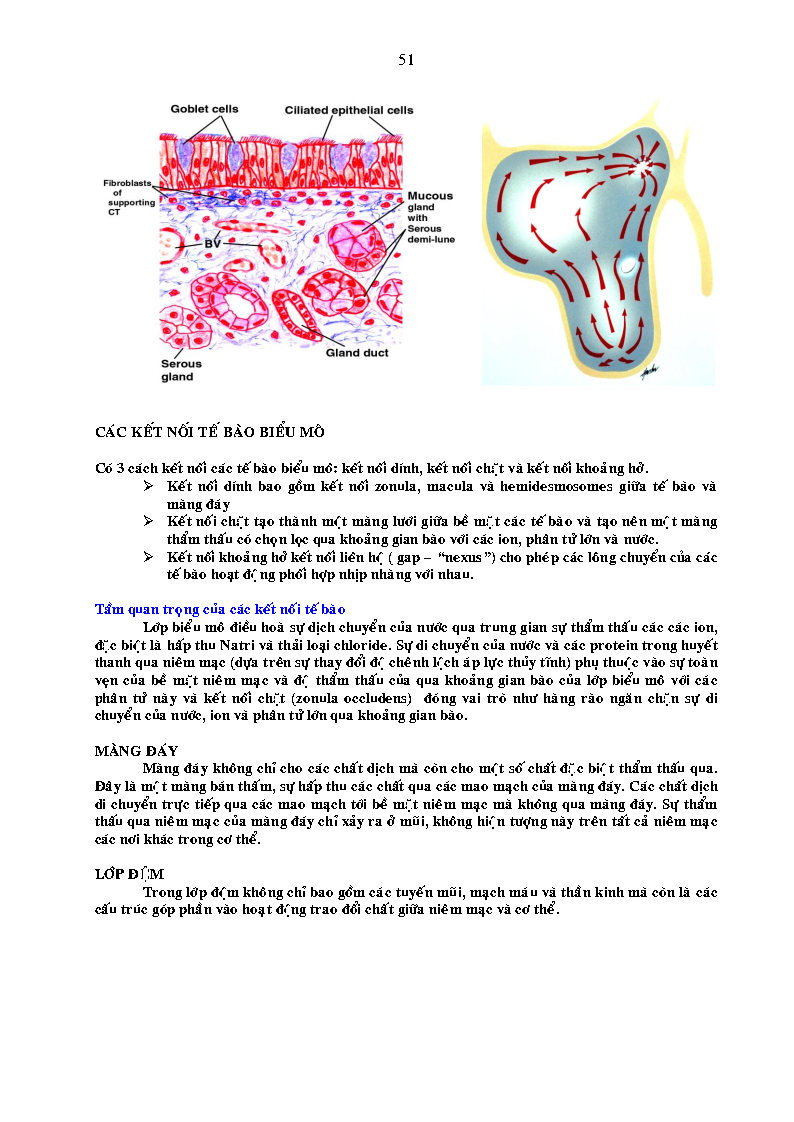 51
Goblet cells
Ciliated epithelial cells
Fibroblasts
of
supporting
CT
Mucous
gland
with
Serous
demi-lune
BV
Gland duct
Serous
gland
CÁC KẾT NỐI TẾ BÀO BIỂU MÔ
Có 3 cách kết nối các tế bào biểu mô: kết nối dính, kết nối chặt và kết nối khoảng hở.
➢ Kết nối dính bao gồm kết nối zonula, macula và hemidesmosomes giữa tế bào và
màng đáy
➢ Kết nối chặt tạo thành một màng lưới giữa bề mặt các tế bào và tạo nên một màng
thẩm thấu có chọn lọc qua khoảng gian bào với các ion, phân tử lớn và nước.
➢ Kết nối khoảng hở kết nối liên hệ ( gap – “nexus”) cho phép các lông chuyển của các
tế bào hoạt động phối hợp nhịp nhàng với nhau.
Tầm quan trọng của các kết nối tế bào
Lớp biểu mô điều hoà sự dịch chuyển của nước qua trung gian sự thẩm thấu các các ion,
đặc biệt là hấp thu Natri và thải loại chloride. Sự di chuyển của nước và các protein trong huyết
thanh qua niêm mạc (dựa trên sự thay đổi độ chênh lệch áp lực thủy tĩnh) phụ thuộc vào sự toàn
vẹn của bề mặt niêm mạc và độ thẩm thấu của qua khoảng gian bào của lớp biểu mô với các
phân tử này và kết nối chặt (zonula occludens) đóng vai trò như hàng rào ngăn chặn sự di
chuyển của nước, ion và phân tử lớn qua khoảng gian bào.
MÀNG ĐÁY
Màng đáy không chỉ cho các chất dịch mà còn cho một số chất đặc biệt thẩm thấu qua.
Đây là một màng bán thấm, sự hấp thu các chất qua các mao mạch của màng đáy. Các chất dịch
di chuyển trực tiếp qua các mao mạch tới bề mặt niêm mạc mà không qua màng đáy. Sự thẩm
thấu qua niêm mạc của màng đáy chỉ xảy ra ở mũi, không hiện tượng này trên tất cả niêm mạc
các nơi khác trong cơ thể.
LỚP ĐỆM
Trong lớp đệm không chỉ bao gồm các tuyến mũi, mạch máu và thần kinh mà còn là các
cấu trúc góp phần vào hoạt động trao đổi chất giữa niêm mạc và cơ thể.